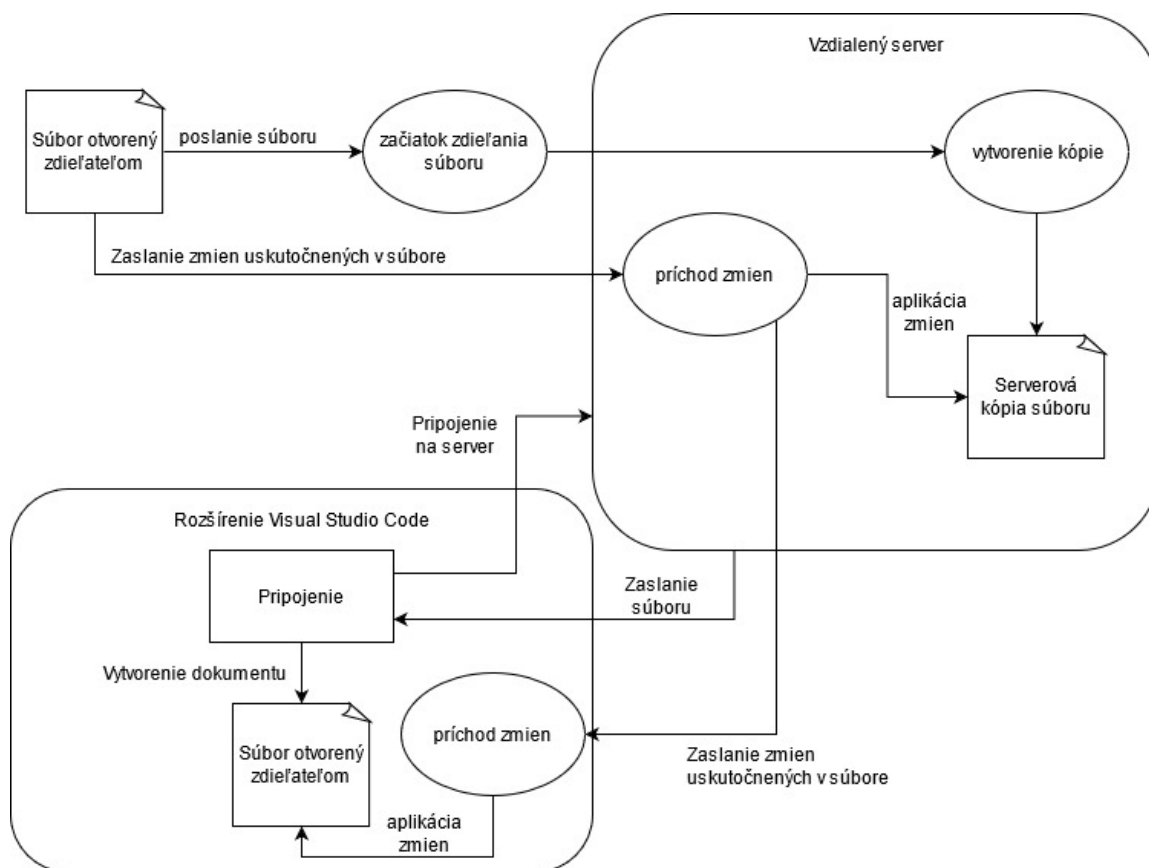 Vzdialený server
Súbor otvorený
zdieľateľom
poslanie súboru
začiatok zdieľania
súboru
vytvorenie kópie
Zaslanie zmien uskutočnených v súbore
príchod zmien
aplikácia
zmien
Serverová
kópia súboru
Pripojenie
na server
Rozšírenie Visual Studio Code
Pripojenie
Zaslanie
súboru
Vytvorenie dokumentu
Súbor otvorený
zdieľateľom
príchod zmien
Zaslanie zmien
uskutočnených v súbore
aplikácia
zmien